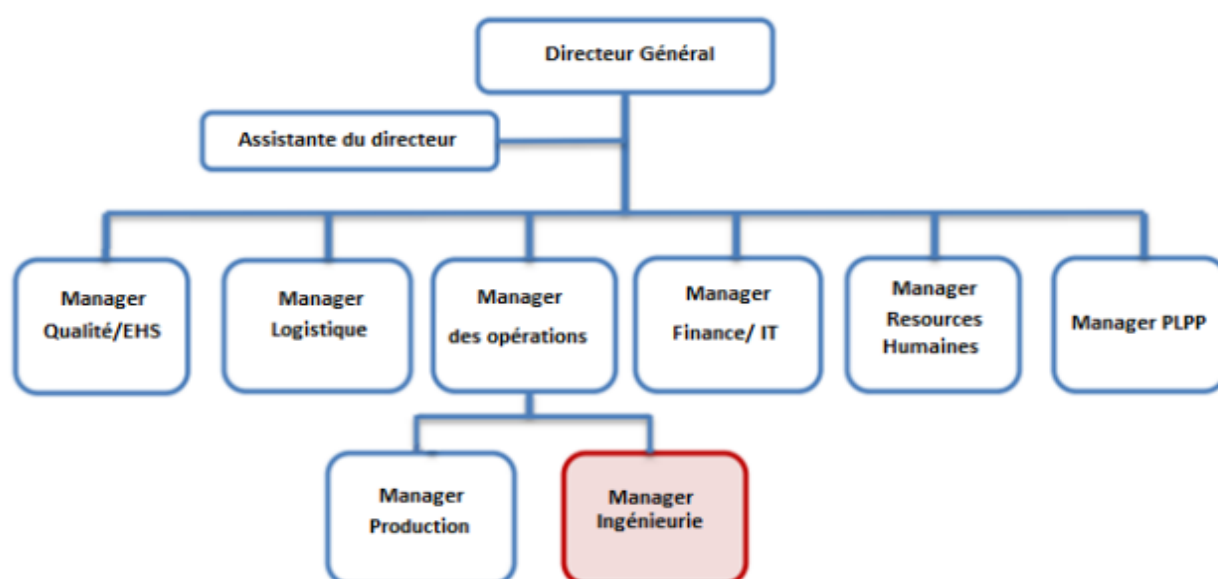 Directeur Général
Assistante du directeur
Manager
Qualité/EHS
Manager
Logistique
Manager
des opérations
Manager
Finance/ IT
Manager
Resources
Humaines
Manager PLPP
Manager
Production
Manager
Ingénieurie